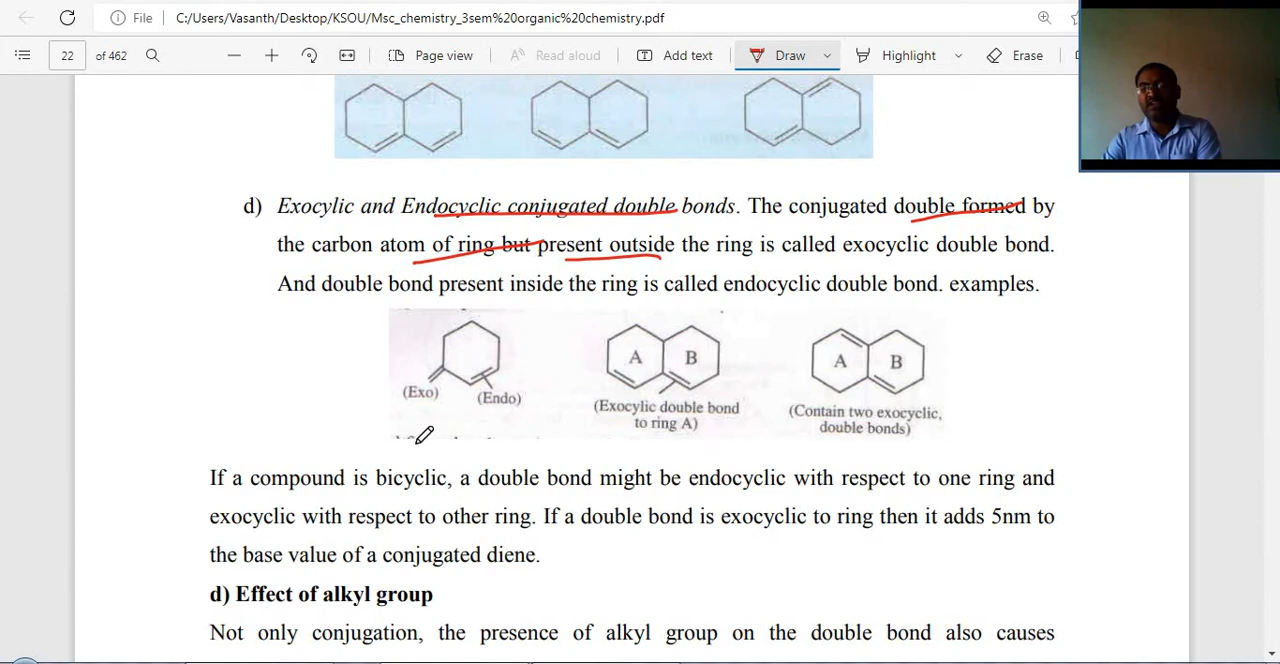 File C:/Users/Vasanth/Desktop/KSOU/Msc_chemistry_3sem%20organic%20chemistry.pdf
22 of 462 Page view Read aloud Add text Draw Highlight Erase
d) Exocylic and Endocyclic conjugated double bonds. The conjugated double formed by
the carbon atom of ring but present outside the ring is called exocyclic double bond.
And double bond present inside the ring is called endocyclic double bond. examples.
A B A B
(Exo) (Endo) (Exocylic double bond (Contain two exocyclic,
to ring A) double bonds)
If a compound is bicyclic, a double bond might be endocyclic with respect to one ring and
exocyclic with respect to other ring. If a double bond is exocyclic to ring then it adds 5nm to
the base value of a conjugated diene.
d) Effect of alkyl group
Not only conjugation, the presence of alkyl group on the double bond also causes